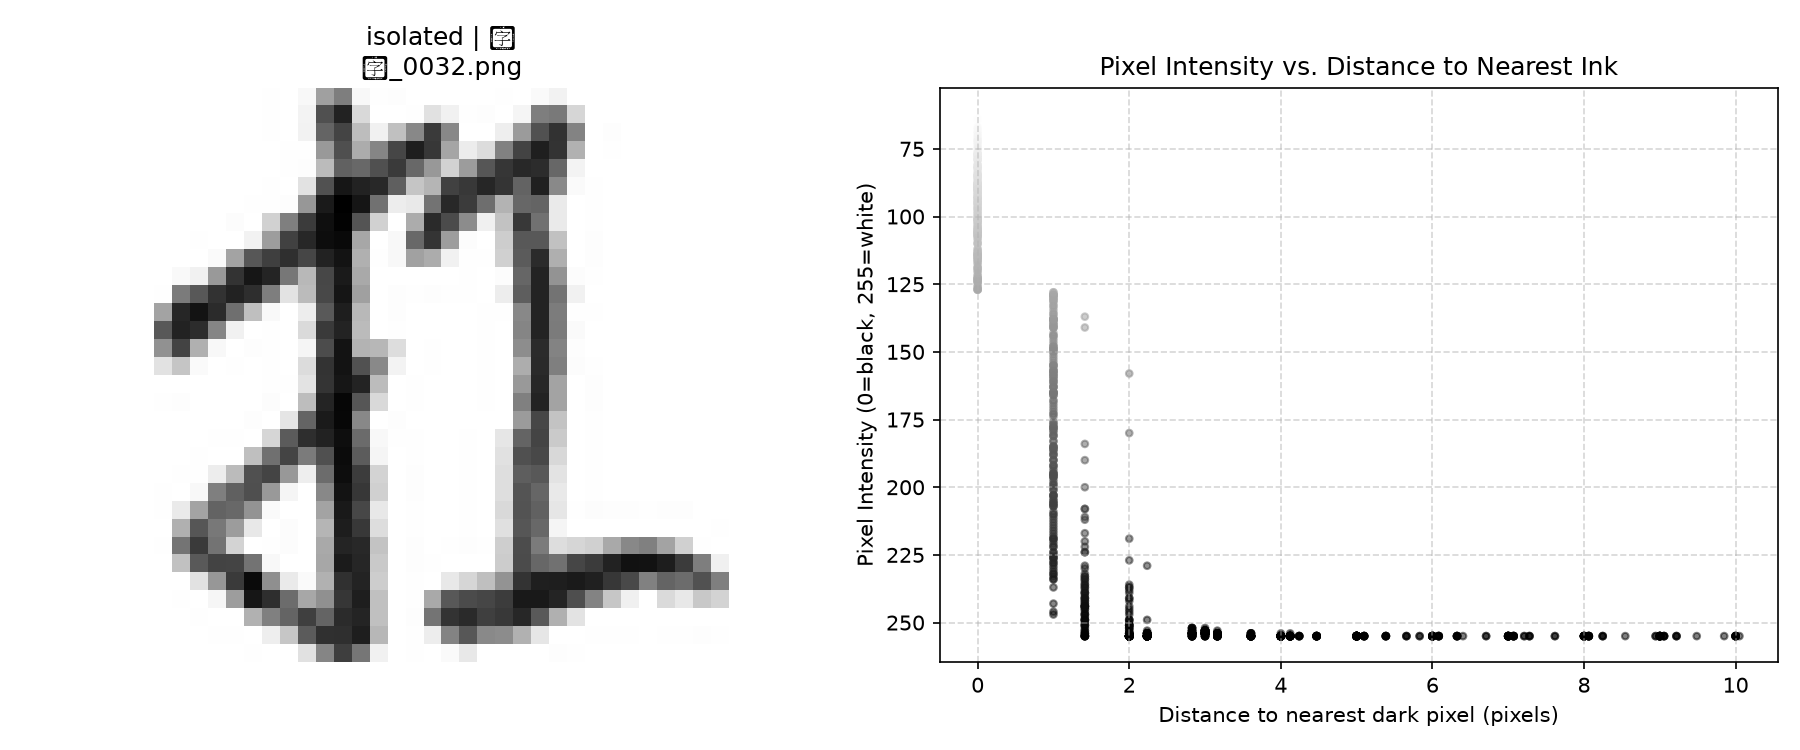 isolated |
_0032.png
扛
Pixel Intensity vs. Distance to Nearest Ink
Pixel Intensity (0=black, 255=white)
75
100
125
150
175
200
225
250
0 2 4 6 8 10
Distance to nearest dark pixel (pixels)